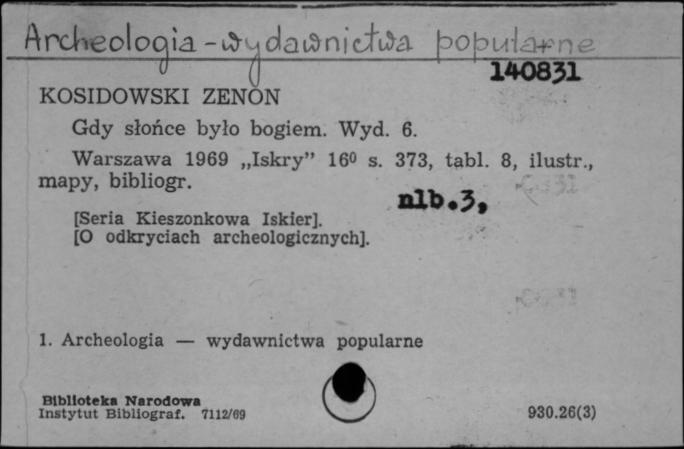 Archeologia - wydawnictwa popularne
140831
KOSIDOWSKI ZENON
Gdy słońce było bogiem. Wyd. 6.
Warszawa 1969 „Iskry” 16⁰ s. 373, tabl. 8, ilustr.,
mapy, bibliogr.
nlb.3,
[Seria Kieszonkowa Iskier].
[O odkryciach archeologicznych].
1. Archeologia — wydawnictwa popularne
Biblioteka Narodowa
Instytut Bibliograf. 7112/69
930.26(3)